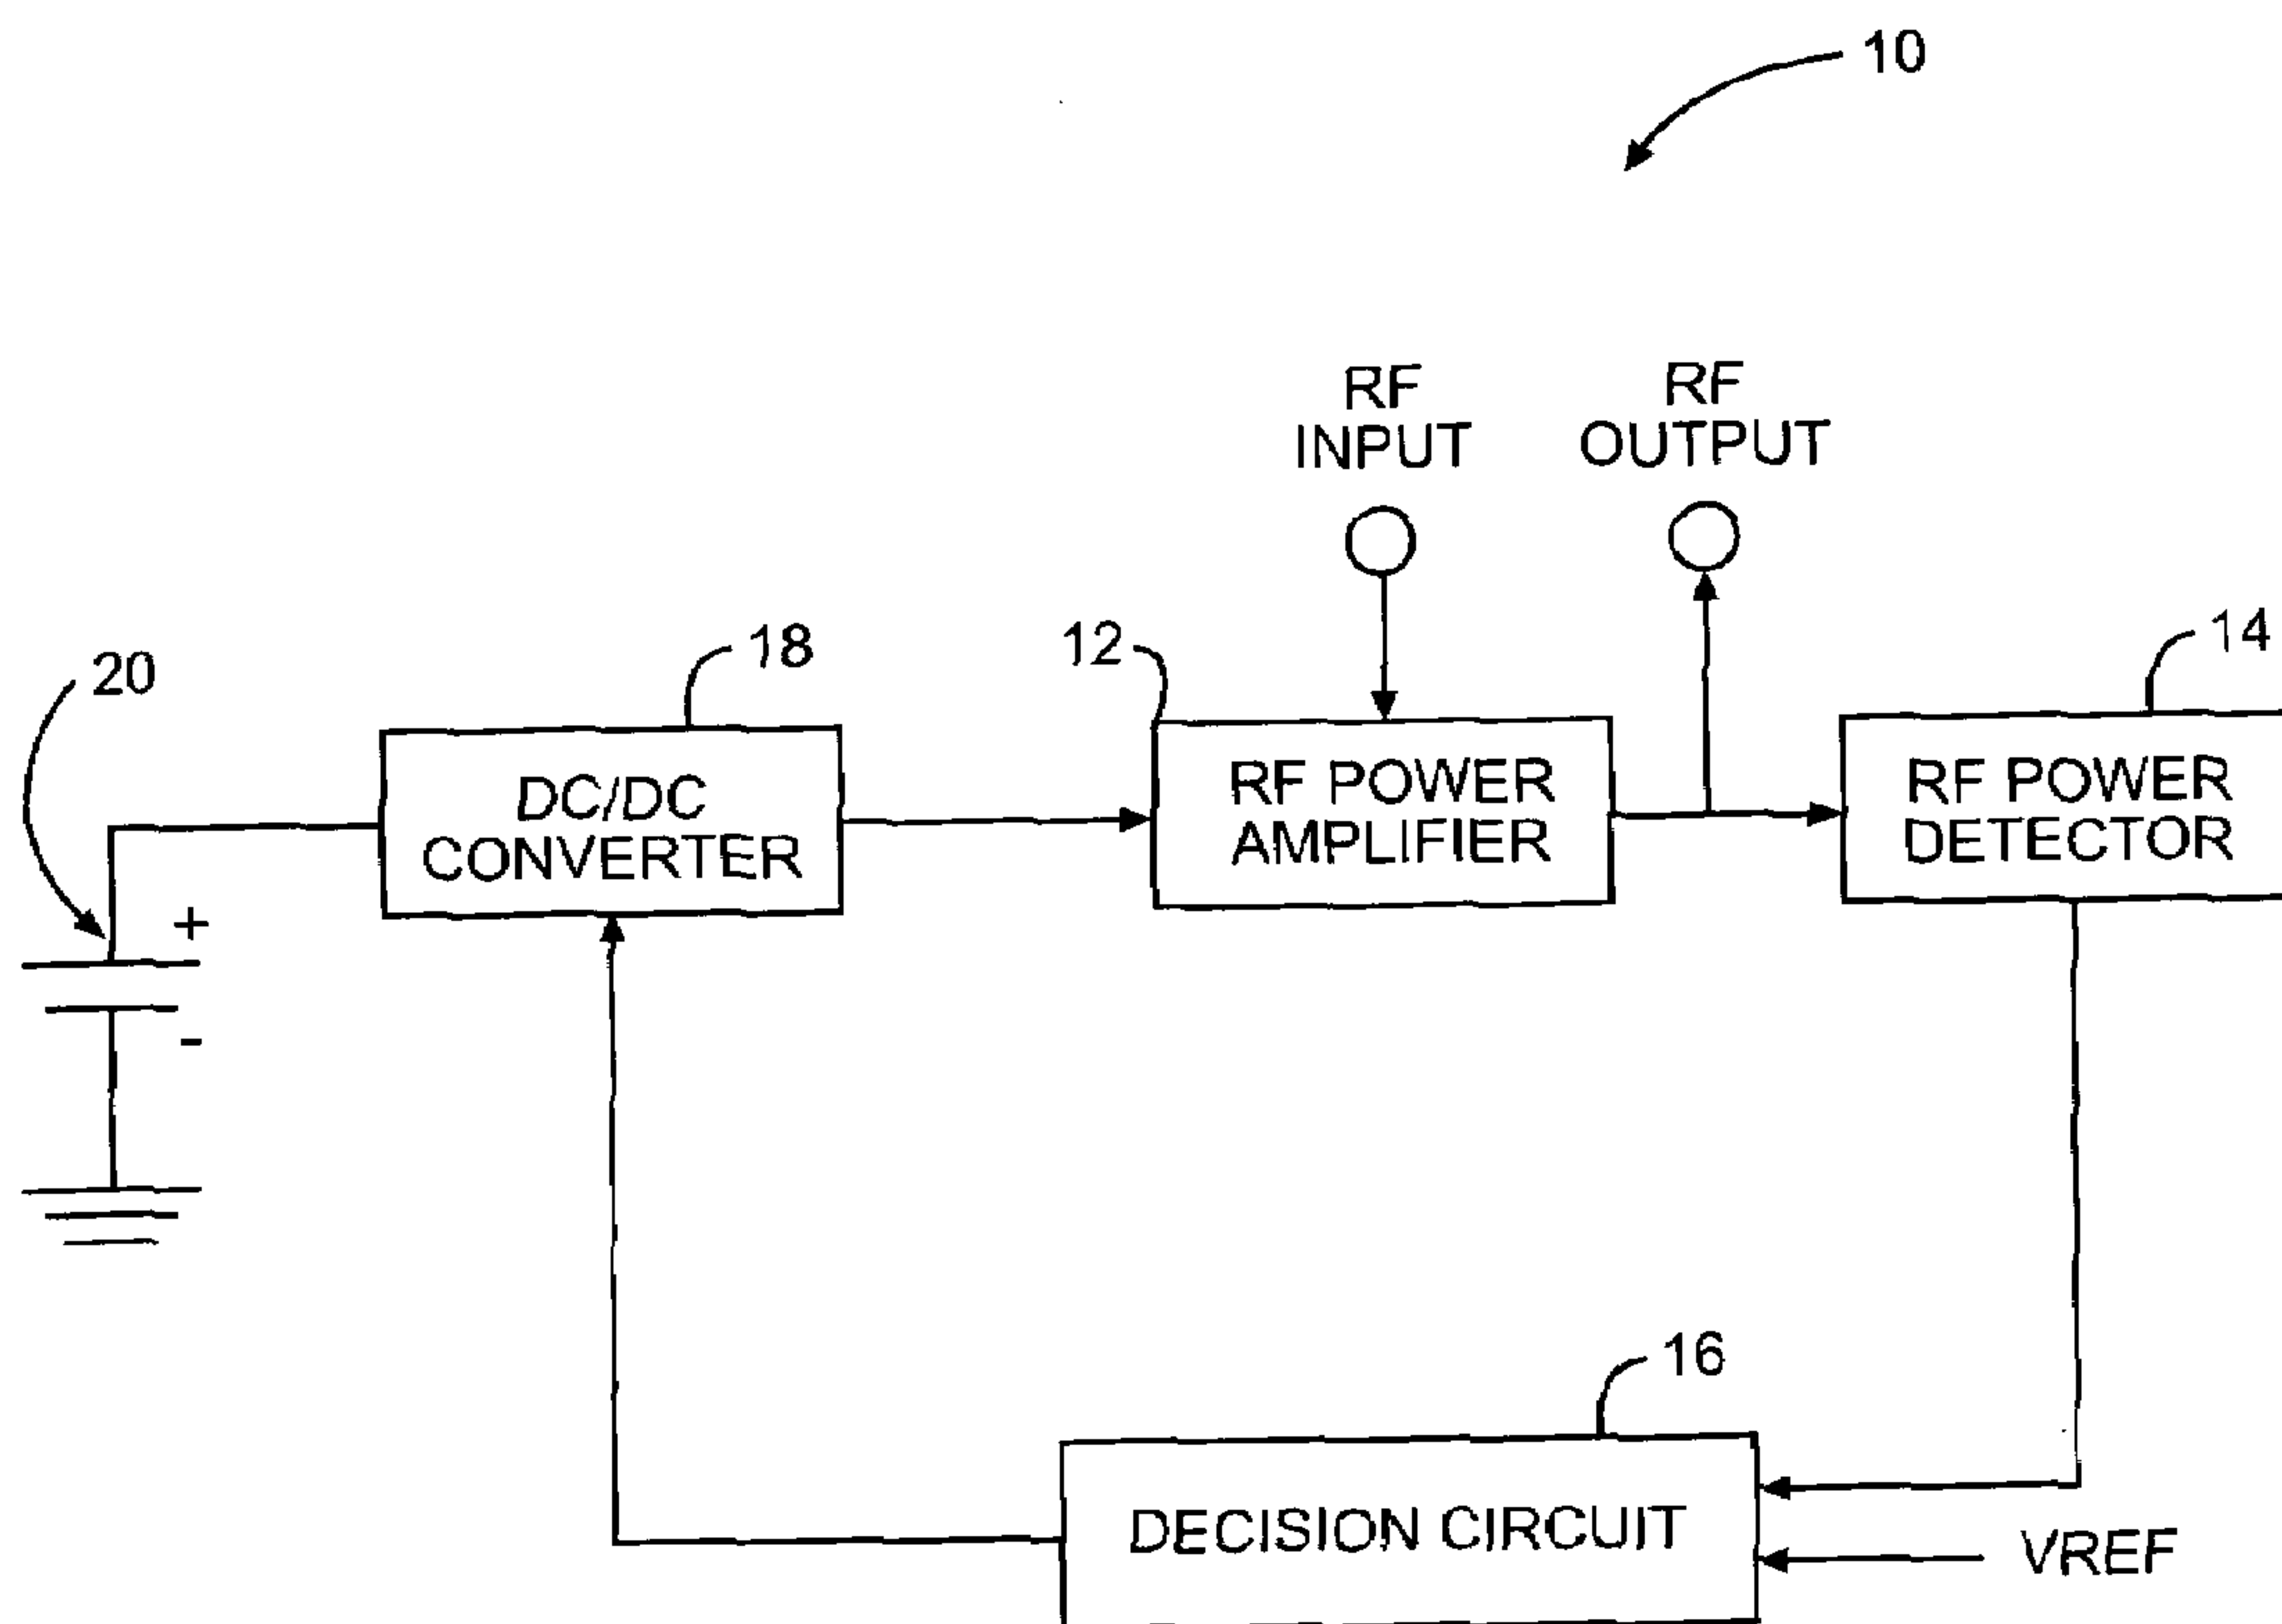 10
RF
INPUT
RF
OUTPUT
20
18
12
14
DC/DC
CONVERTER
RF POWER
AMPLIFIER
RF POWER
DETECTOR
+
-
16
DECISION CIRCUIT
VREF